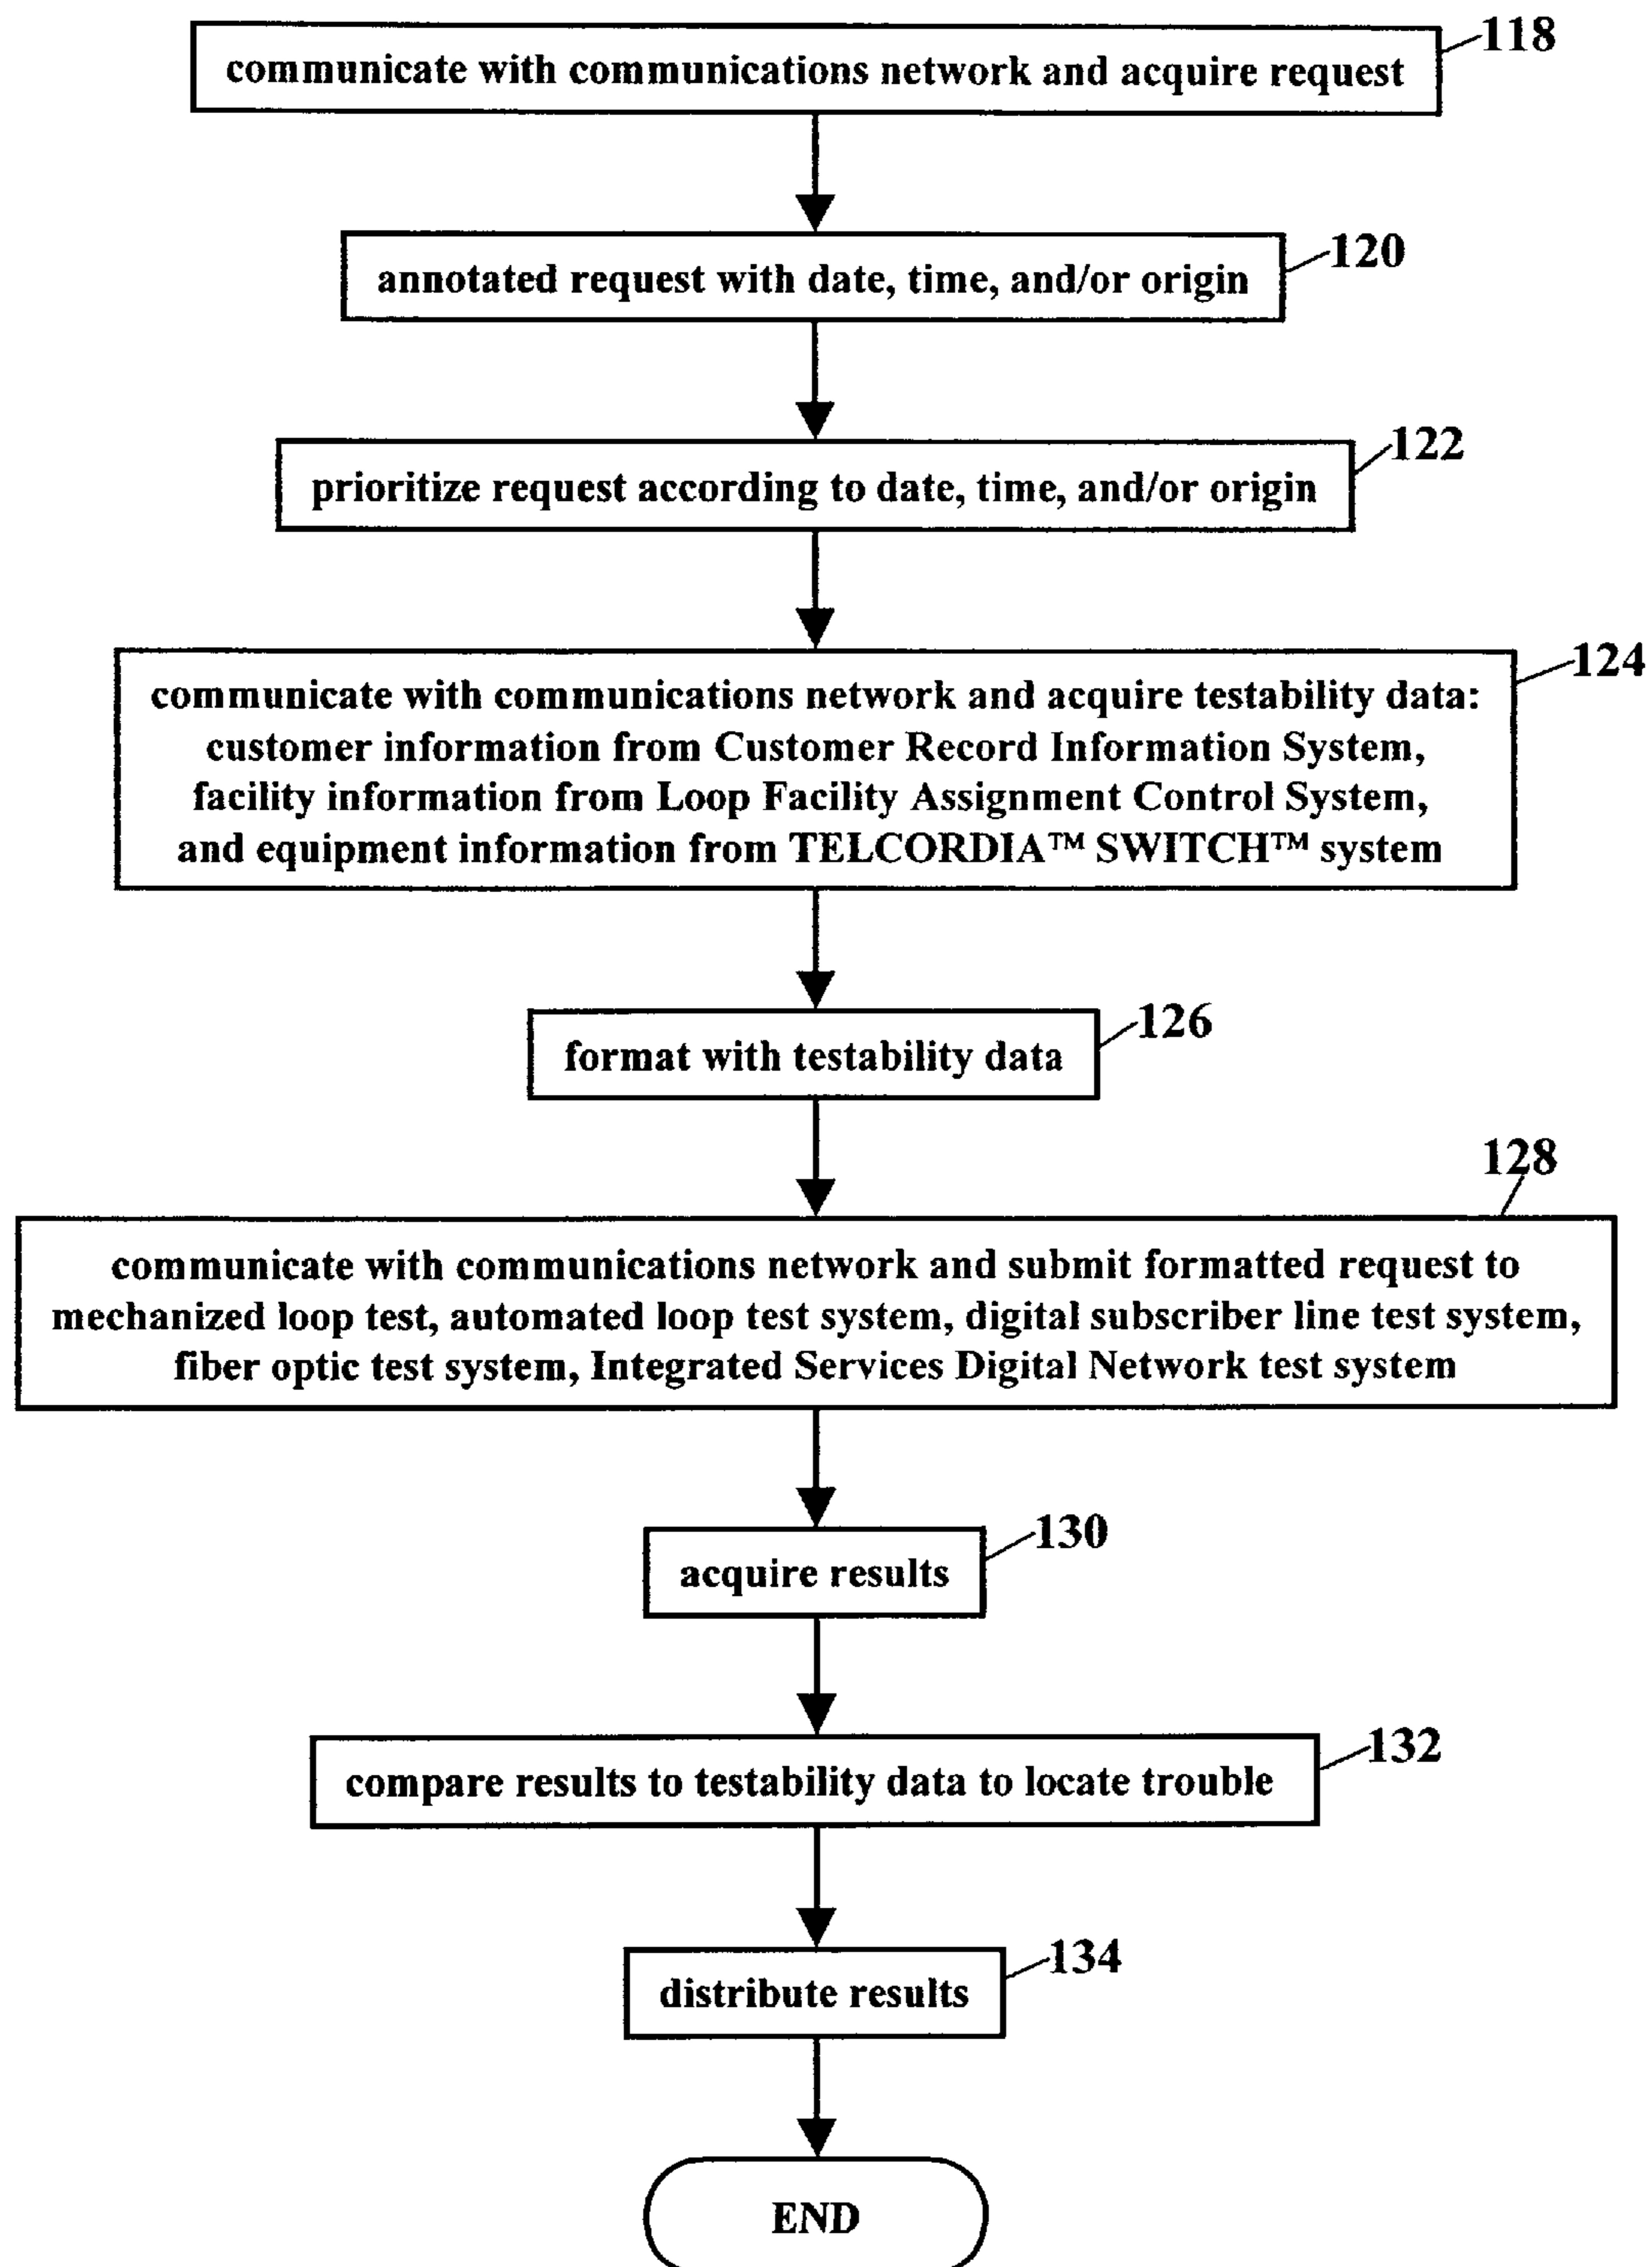 118
communicate with communications network and acquire request
120
annotated request with date, time, and/or origin
122
prioritize request according to date, time, and/or origin
124
communicate with communications network and acquire testability data:
customer information from Customer Record Information System,
facility information from Loop Facility Assignment Control System,
and equipment information from TELCORDIA™ SWITCH™ system
126
format with testability data
128
communicate with communications network and submit formatted request to
mechanized loop test, automated loop test system, digital subscriber line test system,
fiber optic test system, Integrated Services Digital Network test system
130
acquire results
132
compare results to testability data to locate trouble
134
distribute results
END